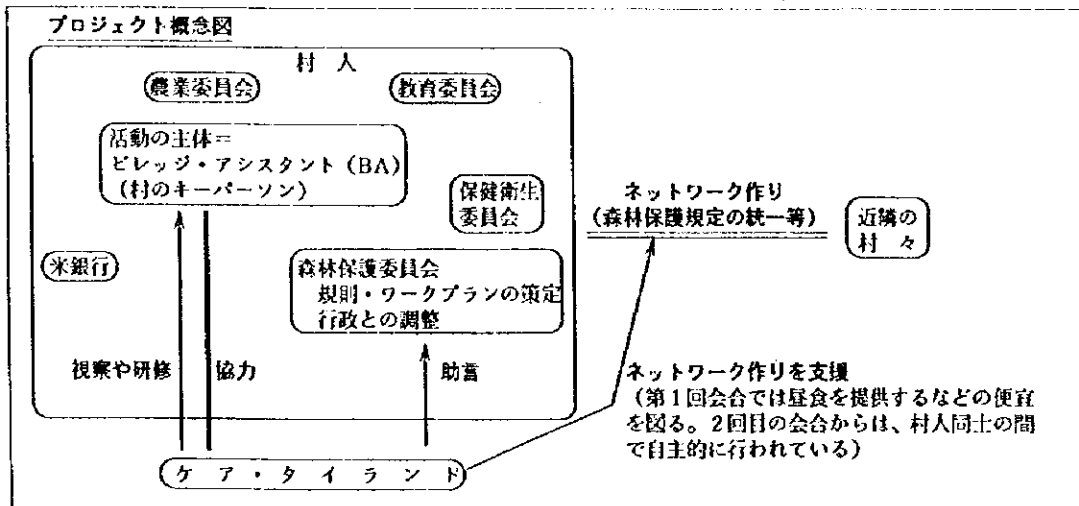 プロジェクト概念図
村 人
農業委員会
教育委員会
活動の主体=
ビレッジ・アシスタント(BA)
(村のキーパーソン)
保健衛生
委員会
米銀行
森林保護委員会
規則・ワークプランの策定
行政との調整
視察や研修
協力
助言
ケ ア ・ タ イ ラ ン ド
ネットワーク作り
(森林保護規定の統一等)
近隣の
村 々
ネットワーク作りを支援
(第1回会合では昼食を提供するなどの便宜
を図る。2回目の会合からは、村人同士の間
で自主的に行われている)